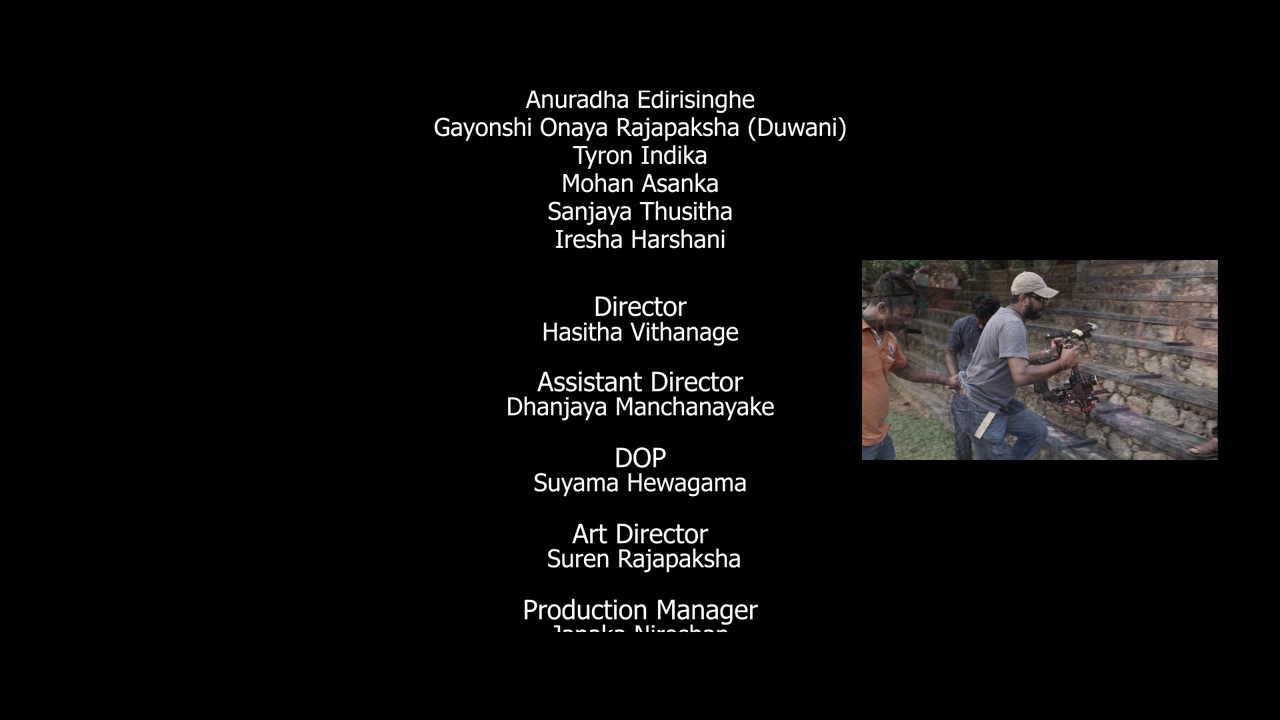 Anuradha Edirisinghe
Gayonshi Onaya Rajapaksha (Duwani)
Tyron Indika
Mohan Asanka
Sanjaya Thusitha
Iresha Harshani
Director
Hasitha Vithanage
Assistant Director
Dhanjaya Manchanayake
DOP
Suyama Hewagama
Art Director
Suren Rajapaksha
Production Manager